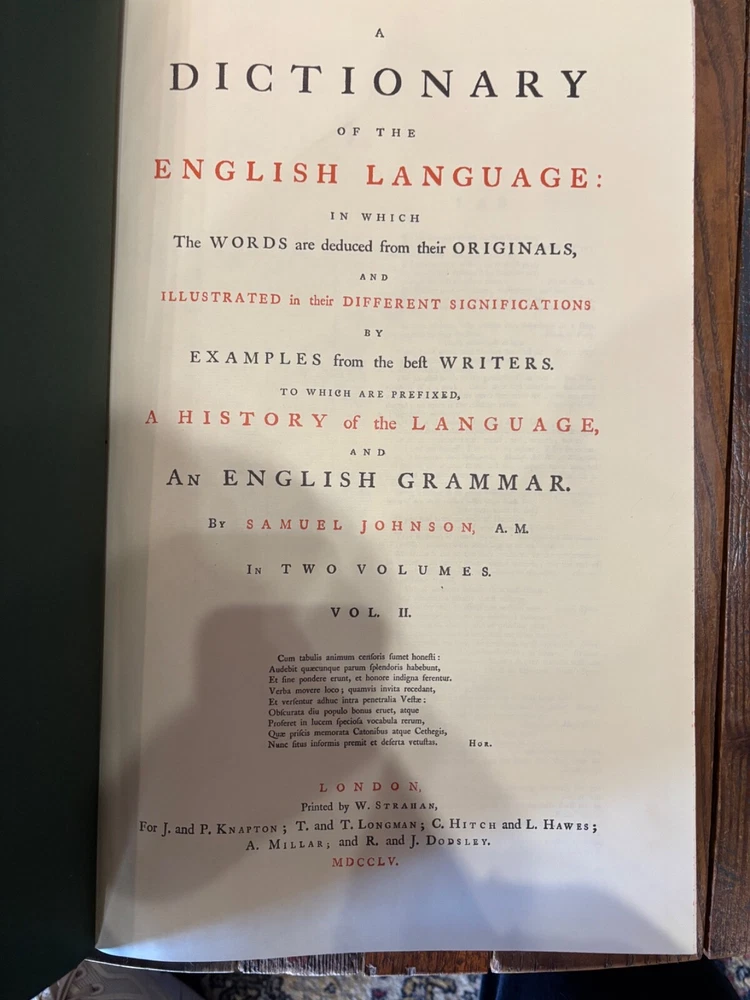 A
DICTIONARY
OF THE
ENGLISH LANGUAGE:
IN WHICH
The WORDS are deduced from their ORIGINALS,
AND
ILLUSTRATED in their DIFFERENT SIGNIFICATIONS
BY
EXAMPLES from the beſt WRITERS.
TO WHICH ARE PREFIXED,
A HISTORY of the LANGUAGE,
AND
AN ENGLISH GRAMMAR.
BY SAMUEL JOHNSON, A. M.
IN TWO VOLUMES.
VOL. II.
Cum tabulis animum cenſoris ſumet honeſti:
Audebit quæcunque parum ſplendoris habebunt,
Et ſine pondere erunt, et honore indigna ferentur.
Verba movere loco; quamvis invita recedant,
Et verſentur adhuc intra penetralia Veſtæ:
Obſcurata diu populo bonus eruet, atque
Proferet in lucem ſpecioſa vocabula rerum,
Quæ priſcis memorata Catonibus atque Cethegis,
Nunc ſitus informis premit et deſerta vetuſtas. HOR.
LONDON,
Printed by W. STRAHAN,
For J. and P. KNAPTON; T. and T. LONGMAN; C. HITCH and L. HAWES;
A. MILLAR; and R. and J. DODSLEY.
MDCCLV.